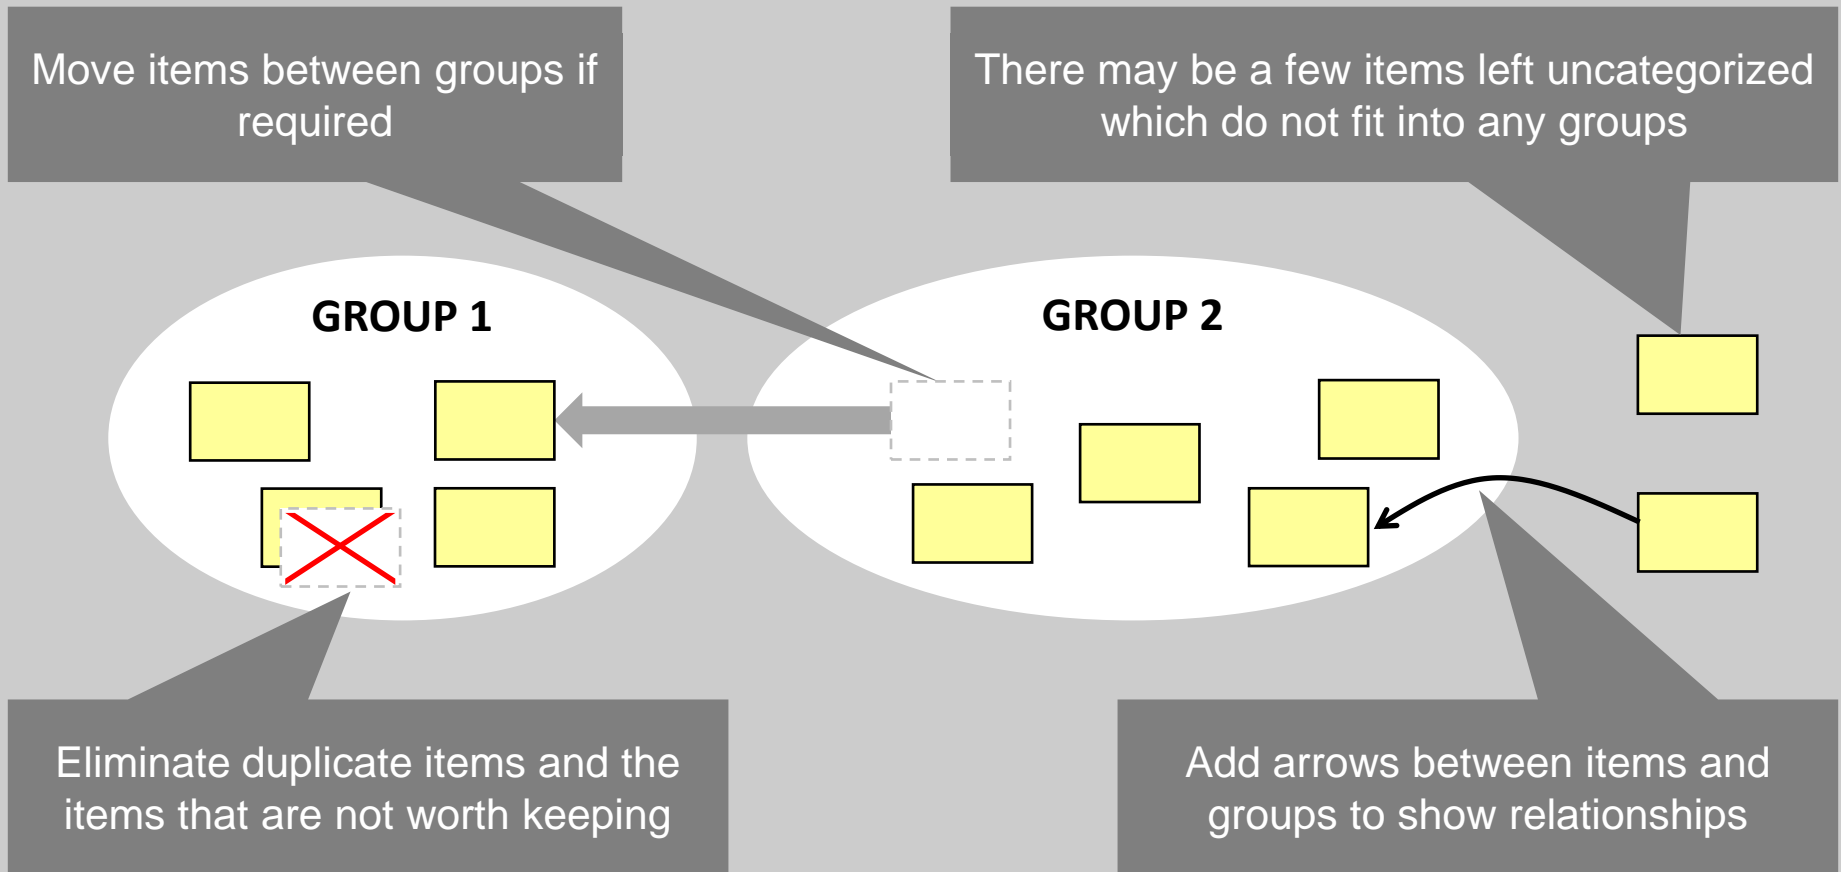 Move items between groups if
required
There may be a few items left uncategorized
which do not fit into any groups
GROUP 1
GROUP 2
Eliminate duplicate items and the
items that are not worth keeping
Add arrows between items and
groups to show relationships